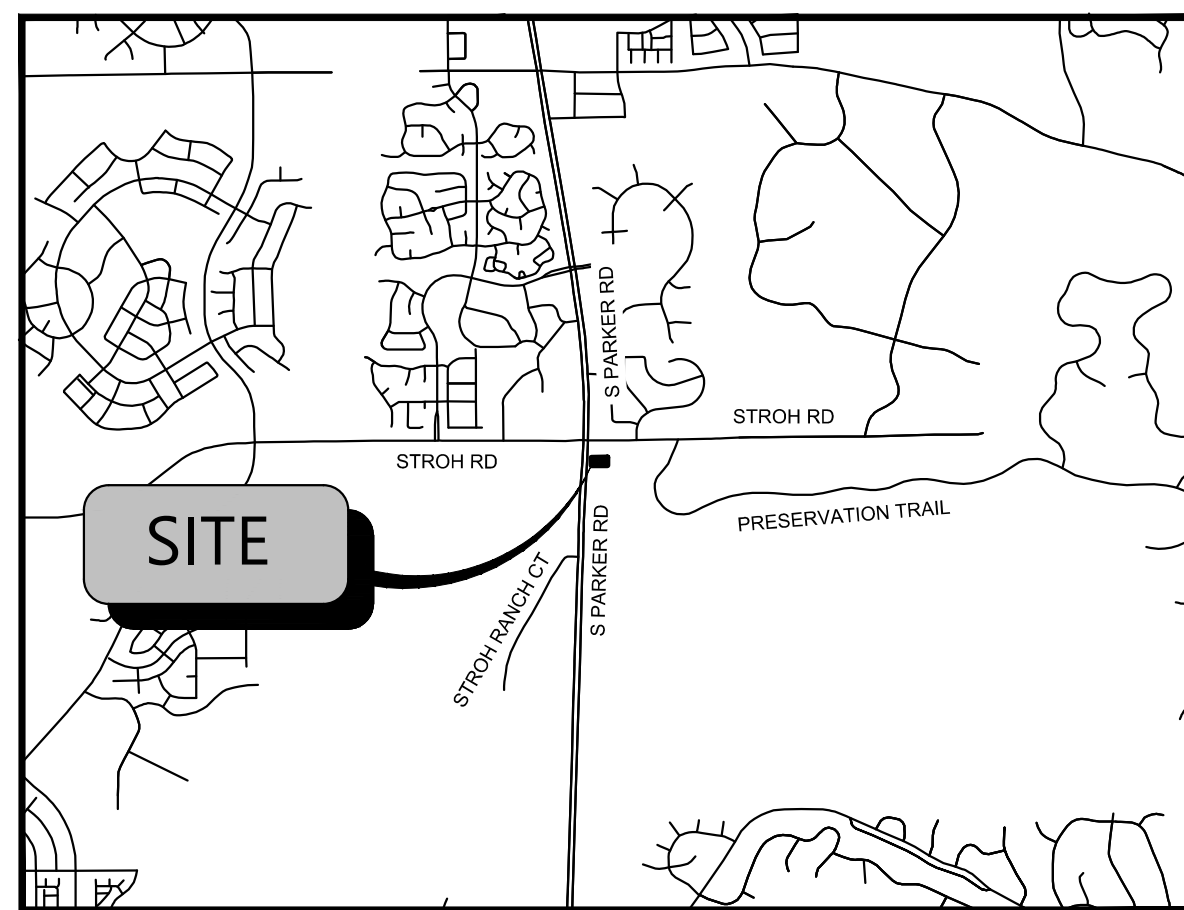 S PARKER RD
STROH RD
STROH RD
SITE
PRESERVATION TRAIL
S PARKER RD
STROH RANCH CT